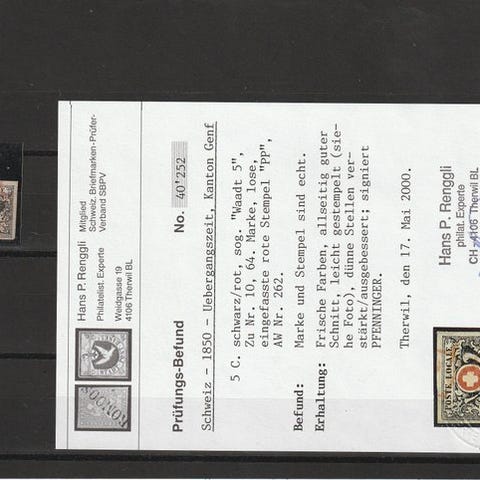 Hans P. Renggli
Mitglied
Schweiz. Briefmarken-Prüfer-
Verband SBPV
Philatelist. Experte
Weidgasse 19
4106 Therwil BL
RONDOOS
Prüfungs-Befund
No. 40'252
Schweiz - 1850 - Uebergangszeit, Kanton Genf
5 C. schwarz/rot, sog. "Waadt 5",
Zu Nr. 10, 64. Marke, lose,
eingefasste rote Stempel "PP",
AW Nr. 262.
Befund: Marke und Stempel sind echt.
Erhaltung: Frische Farben, allseitig guter
Schnitt, leicht gestempelt (sie-
he Foto), dünne Stellen ver-
stärkt/ausgebessert; signiert
PFENNINGER.
Therwil, den 17. Mai 2000.
Hans P. Renggli
philat. Experte
CH-4106 Therwil BL
POSTE LOCALE